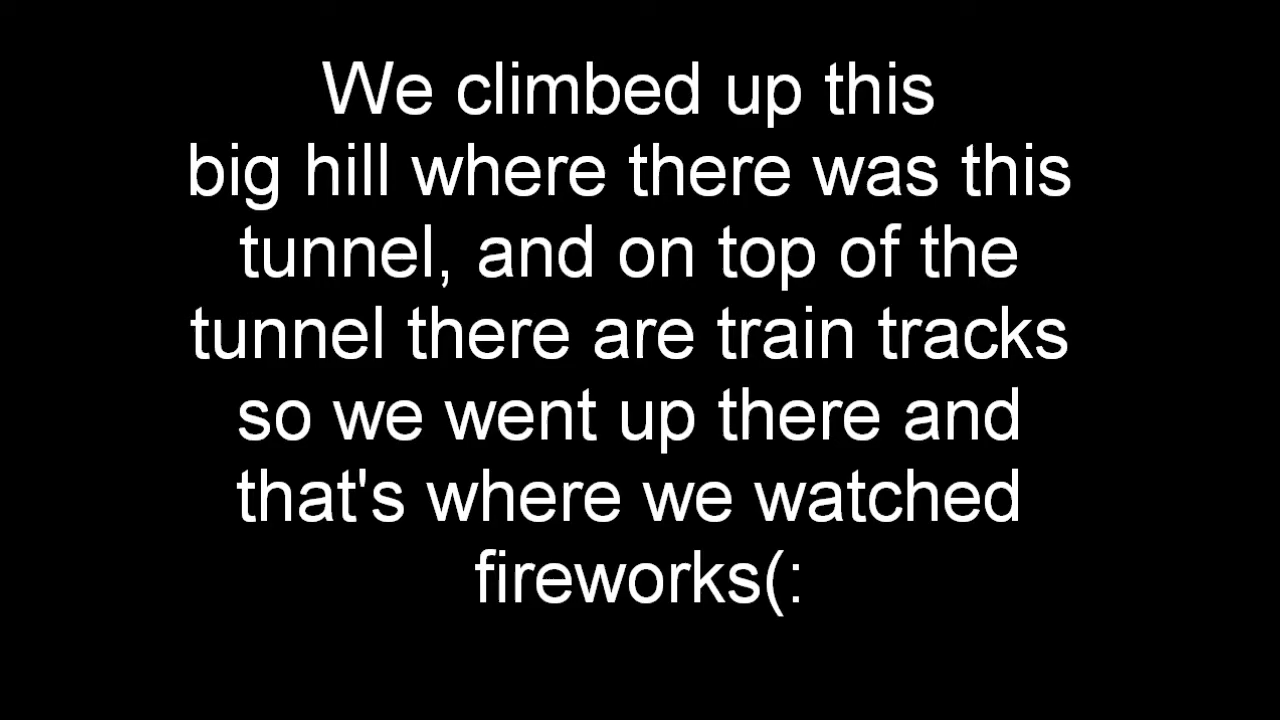 We climbed up this
big hill where there was this
tunnel, and on top of the
tunnel there are train tracks
so we went up there and
that's where we watched
fireworks(: